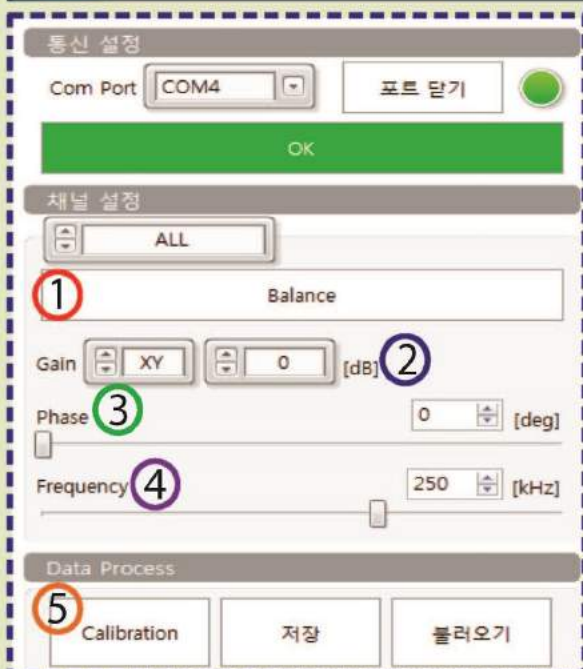 통신 설정
Com Port COM4 포트 닫기
OK
채널 설정
ALL
1 Balance
Gain XY 0 [dB] 2
Phase 3 0 [deg]
Frequency 4 250 [kHz]
Data Process
5
Calibration 저장 불러오기